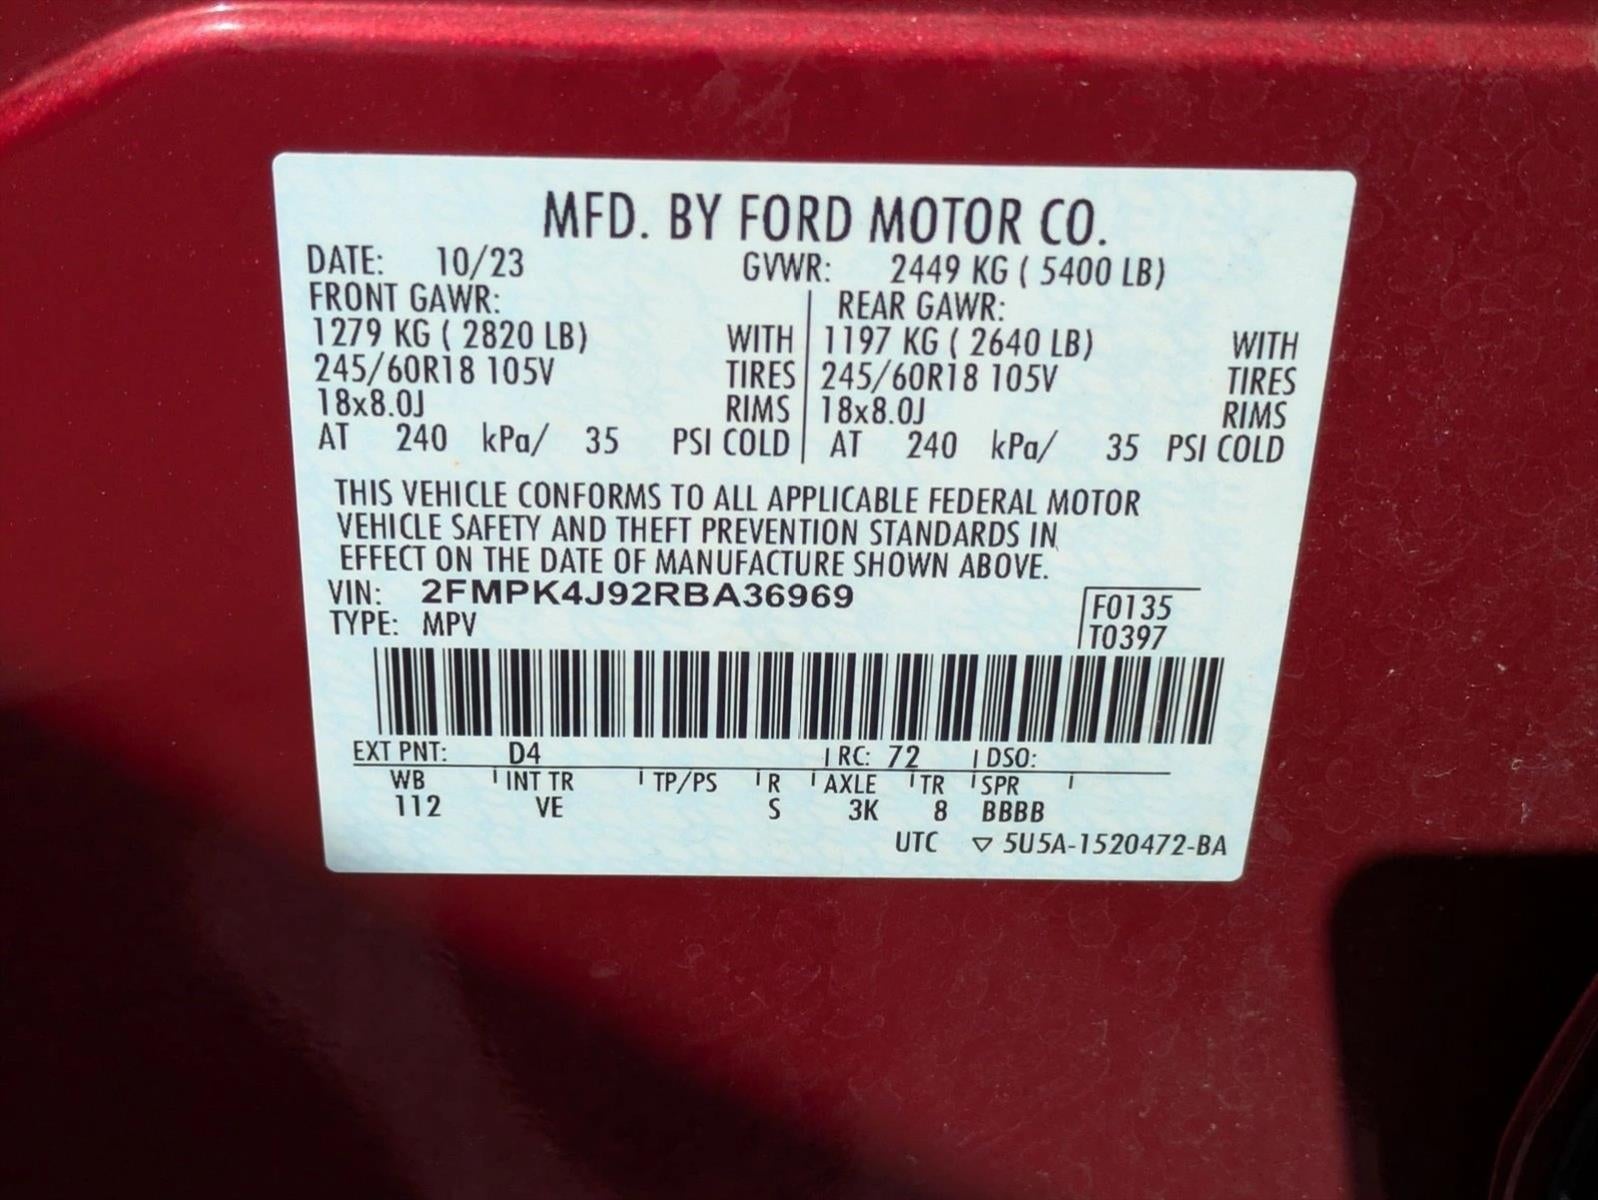 MFD. BY FORD MOTOR CO.
DATE: 10/23 GVWR: 2449 KG ( 5400 LB)
FRONT GAWR: REAR GAWR:
1279 KG ( 2820 LB) WITH 1197 KG ( 2640 LB) WITH
245/60R18 105V TIRES 245/60R18 105V TIRES
18x8.0J RIMS 18x8.0J RIMS
AT 240 kPa/ 35 PSI COLD AT 240 kPa/ 35 PSI COLD
THIS VEHICLE CONFORMS TO ALL APPLICABLE FEDERAL MOTOR
VEHICLE SAFETY AND THEFT PREVENTION STANDARDS IN
EFFECT ON THE DATE OF MANUFACTURE SHOWN ABOVE.
VIN: 2FMPK4J92RBA36969 F0135
TYPE: MPV T0397
EXT PNT: D4 RC: 72 DSO:
WB INT TR TP/PS R AXLE TR SPR
112 VE S 3K 8 BBBB
UTC ▽ 5U5A-1520472-BA